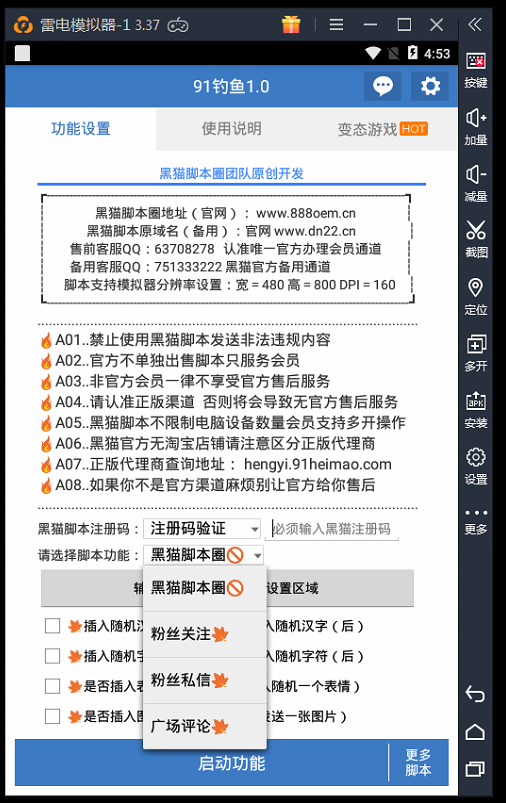 雷电模拟器-1 3.37
4:53
91钓鱼1.0
功能设置
使用说明
变态游戏 HOT
黑猫脚本圈团队原创开发
黑猫脚本圈地址（官网）：www.888oem.cn
黑猫脚本原域名（备用）：官网 www.dn22.cn
售前客服QQ：63708278 认准唯一官方办理会员通道
备用客服QQ：751333222 黑猫官方备用通道
脚本支持模拟器分辨率设置：宽 = 480 高 = 800 DPI = 160
A01..禁止使用黑猫脚本发送非法违规内容
A02..官方不单独出售脚本只服务会员
A03..非官方会员一律不享受官方售后服务
A04..请认准正版渠道 否则将会导致无官方售后服务
A05..黑猫脚本不限制电脑设备数量会员支持多开操作
A06..黑猫官方无淘宝店铺请注意区分正版代理商
A07..正版代理商查询地址：hengyi.91heimao.com
A08..如果你不是官方渠道麻烦别让官方给你售后
黑猫脚本注册码：注册码验证 必须输入黑猫注册码
请选择脚本功能：黑猫脚本圈
黑猫脚本圈
粉丝关注
粉丝私信
广场评论
设置区域
插入随机
入随机汉字（后）
插入随机
入随机字符（后）
是否插入
入随机一个表情）
是否插入
送一张图片）
启动功能
更多
脚本
按键
加量
减量
截图
定位
多开
APK
安装
设置
更多